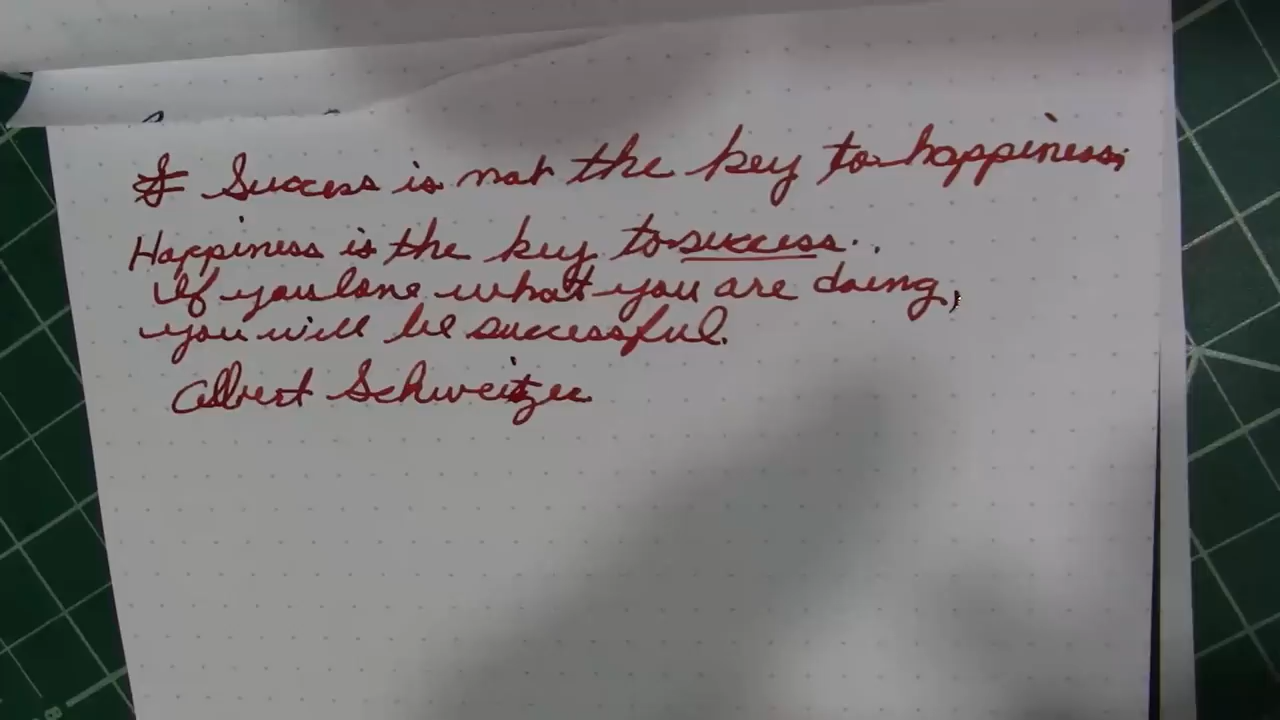 Success is not the key to happiness;
Happiness is the key to success..
If you love what you are doing,
you will be successful.
Albert Schweitzer